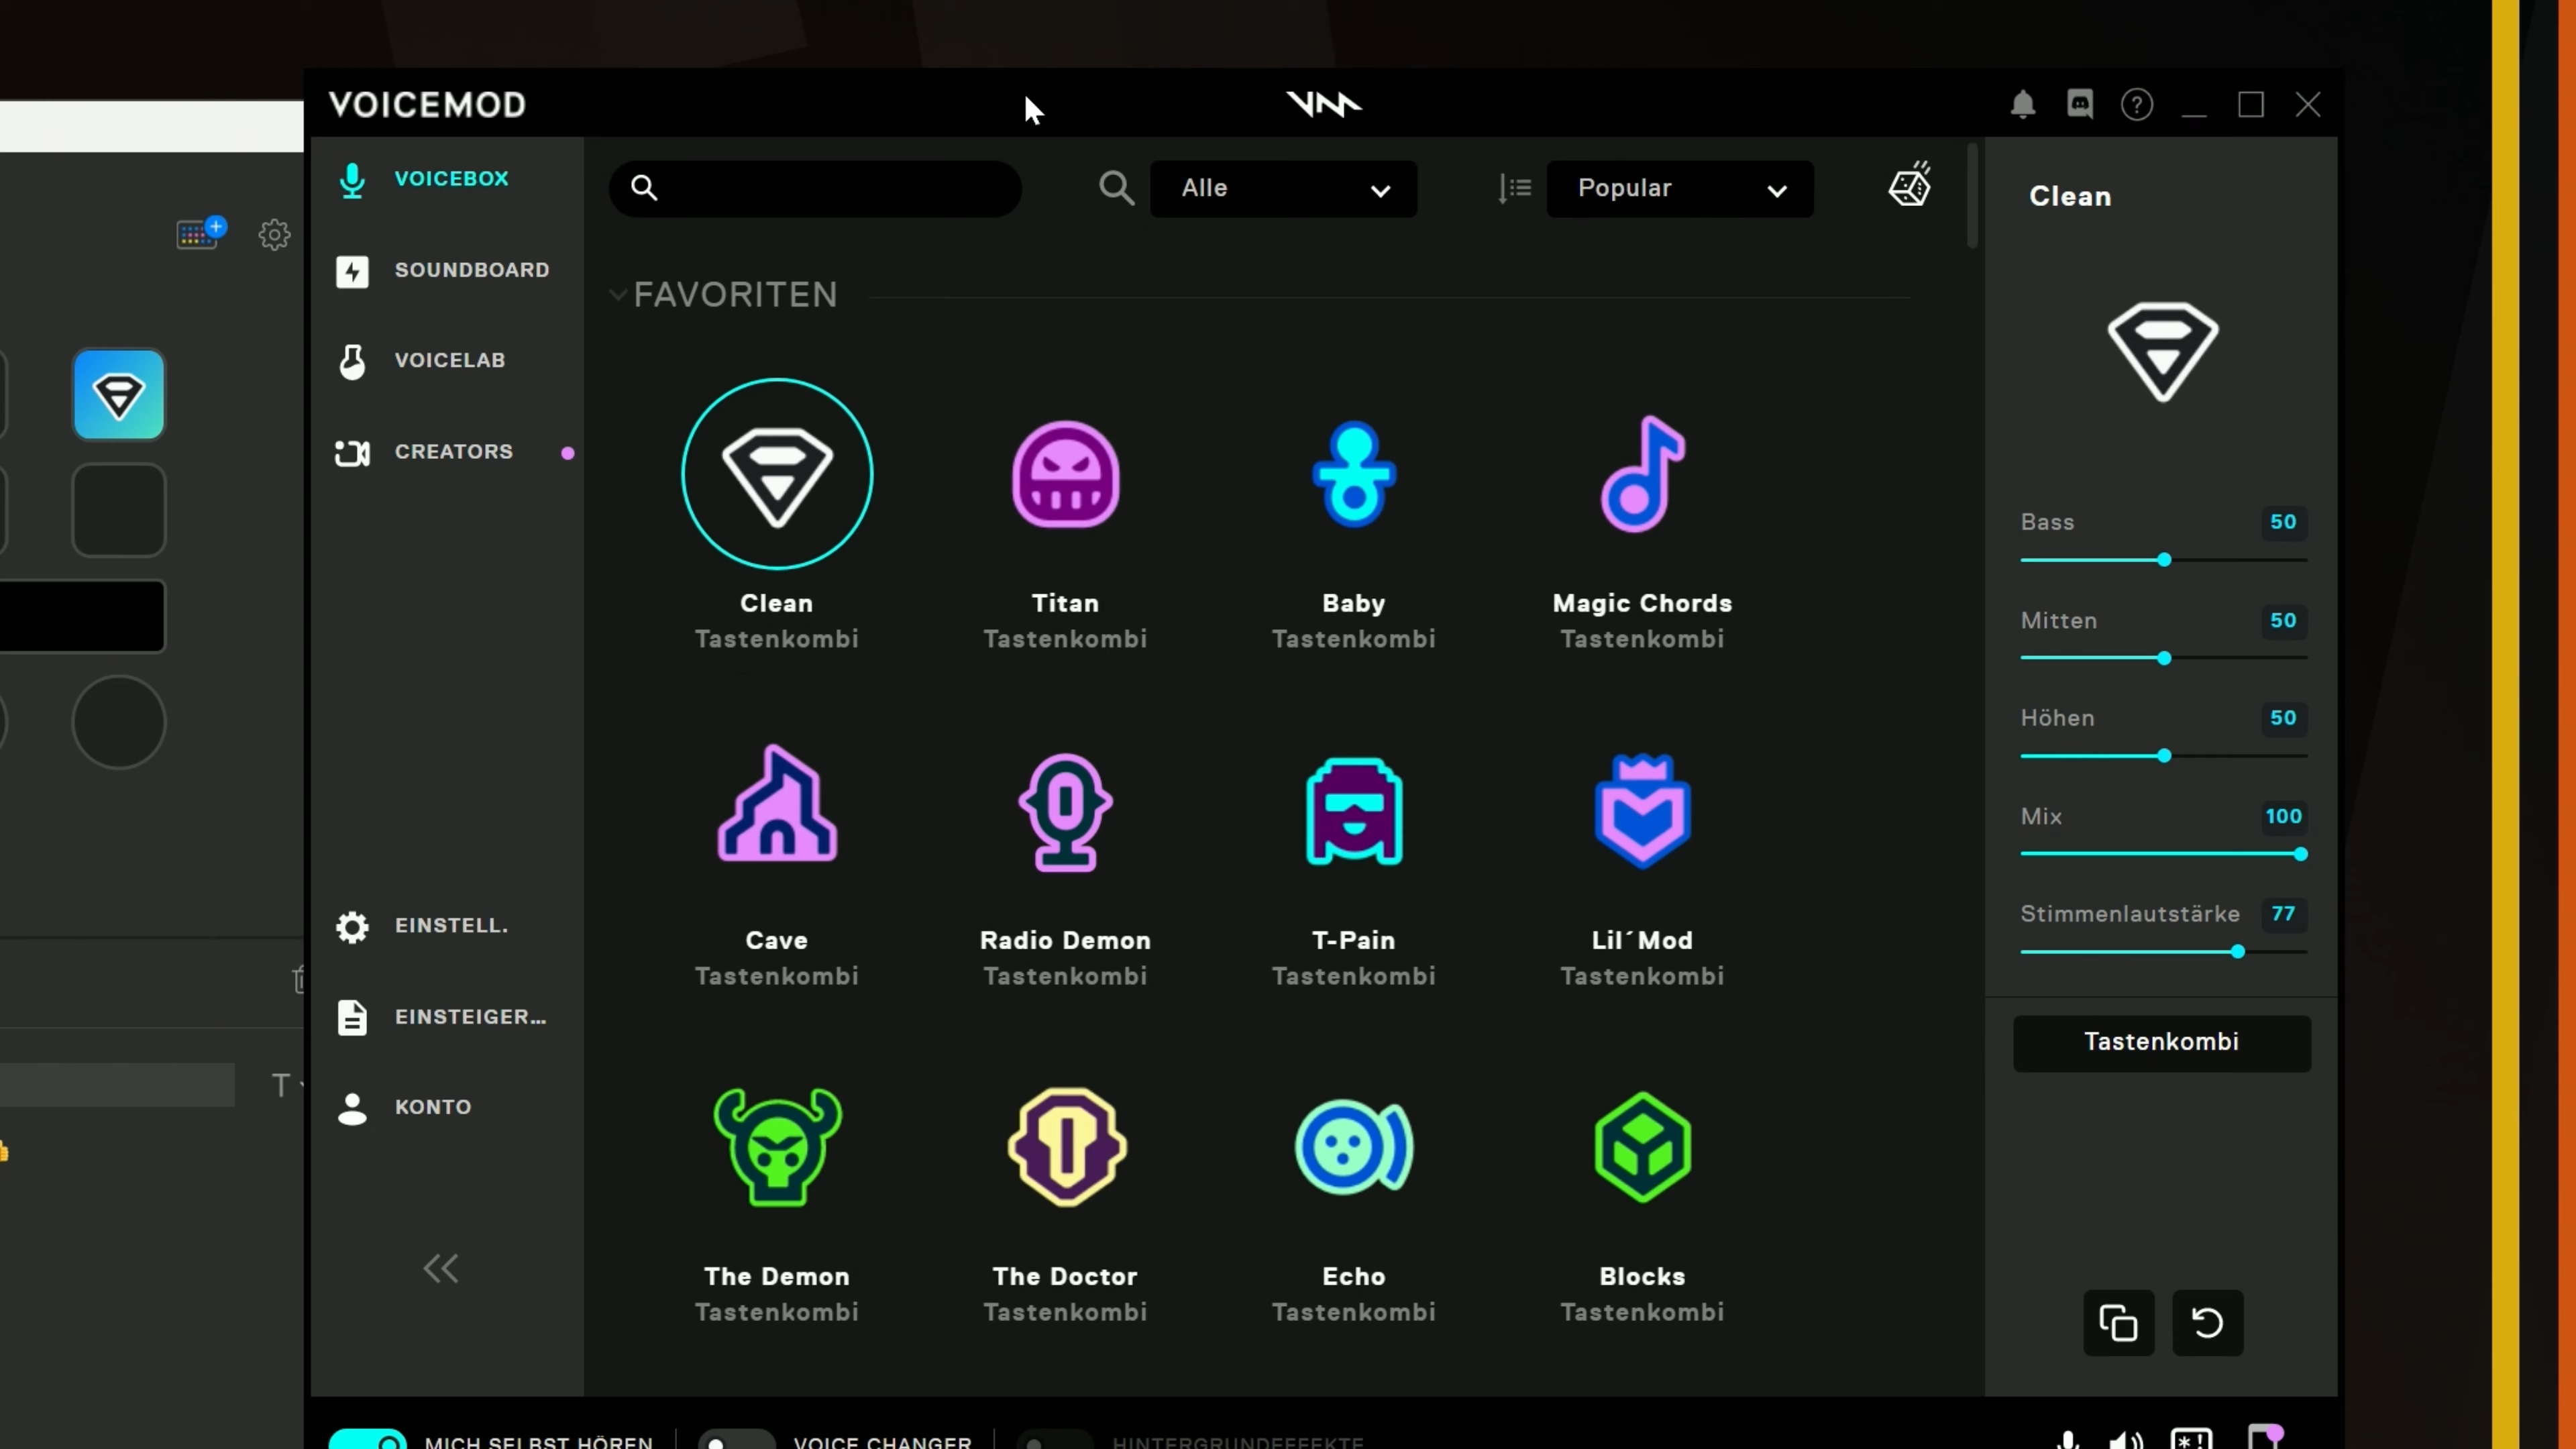 VOICEMOD
VOICEBOX
SOUNDBOARD
VOICELAB
CREATORS
EINSTELL.
EINSTEIGER...
KONTO
Alle
Popular
FAVORITEN
Clean
Tastenkombi
Titan
Tastenkombi
Baby
Tastenkombi
Magic Chords
Tastenkombi
Cave
Tastenkombi
Radio Demon
Tastenkombi
T-Pain
Tastenkombi
Lil´Mod
Tastenkombi
The Demon
Tastenkombi
The Doctor
Tastenkombi
Echo
Tastenkombi
Blocks
Tastenkombi
Clean
Bass 50
Mitten 50
Höhen 50
Mix 100
Stimmenlautstärke 77
Tastenkombi
T
MICH SELBST HÖREN
VOICE CHANGER
HINTERGRUNDEFFEKTE